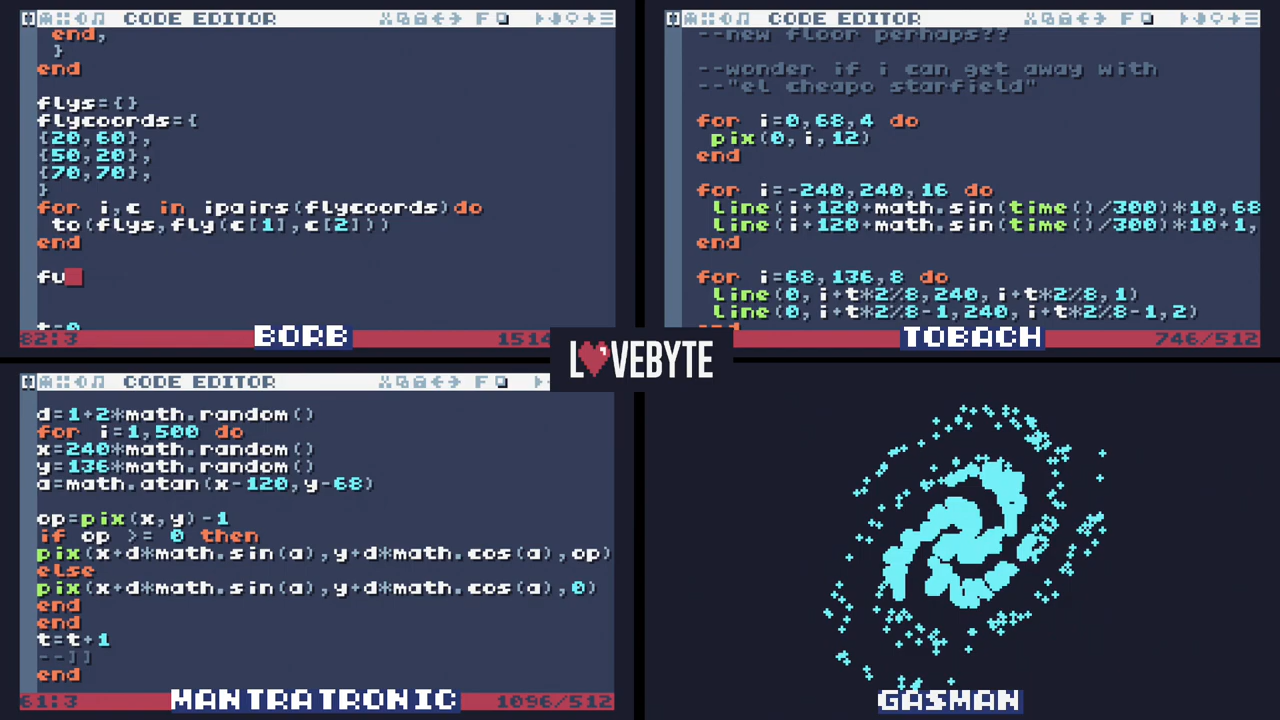 CODE EDITOR F
end,
}
end
flys={}
flycoords={
{20,60},
{50,20},
{70,70},
}
for i,c in ipairs(flycoords)do
to(flys,fly(c[1],c[2]))
end
fu
t=0
82:3 1514
BORB
CODE EDITOR F
--new floor perhaps??
--wonder if i can get away with
--"el cheapo starfield"
for i=0,68,4 do
pix(0,i,12)
end
for i=-240,240,16 do
line(i+120+math.sin(time()/300)*10,68
line(i+120+math.sin(time()/300)*10+1,
end
for i=68,136,8 do
line(0,i+t*2%8,240,i+t*2%8,1)
line(0,i+t*2%8-1,240,i+t*2%8-1,2)
end
746/512
TOBACH
LOVEBYTE
CODE EDITOR F
d=1+2*math.random()
for i=1,500 do
x=240*math.random()
y=136*math.random()
a=math.atan(x-120,y-68)
op=pix(x,y)-1
if op >= 0 then
pix(x+d*math.sin(a),y+d*math.cos(a),op)
else
pix(x+d*math.sin(a),y+d*math.cos(a),0)
end
end
t=t+1
--]]
end
61:3 1096/512
MANTRATRONIC
GASMAN